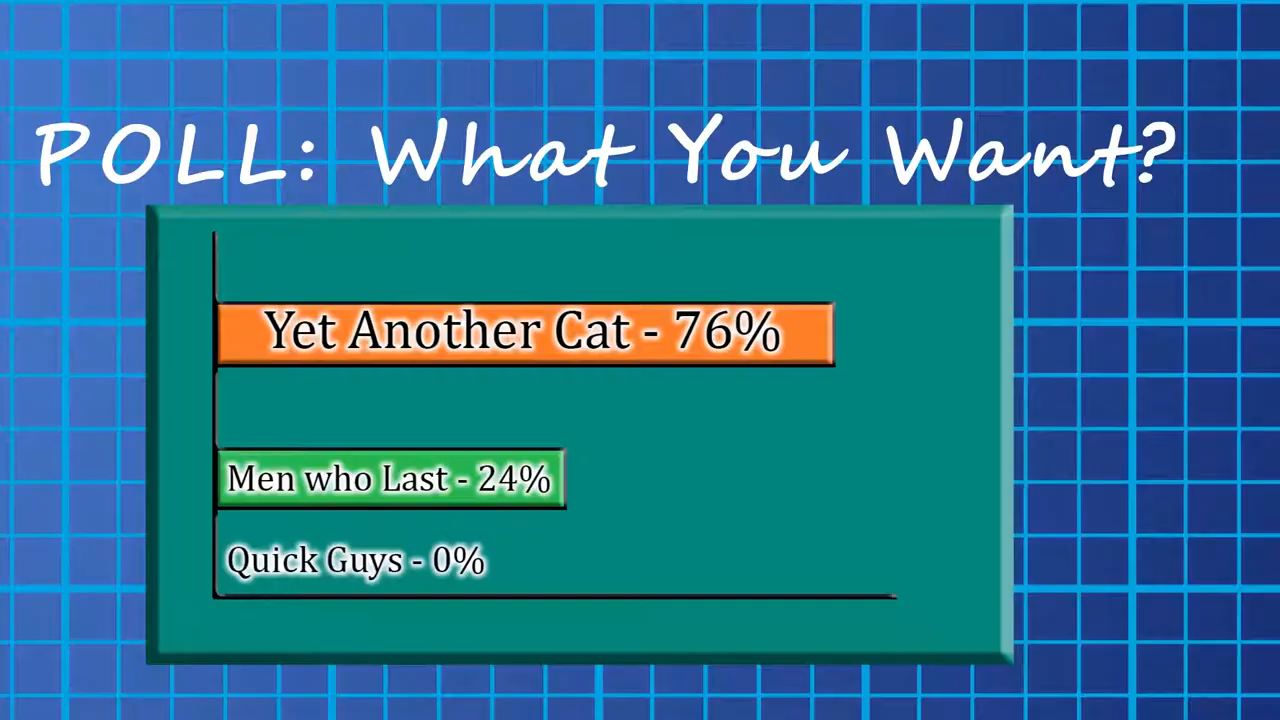 POLL: What You Want?
Yet Another Cat - 76%
Men who Last - 24%
Quick Guys - 0%